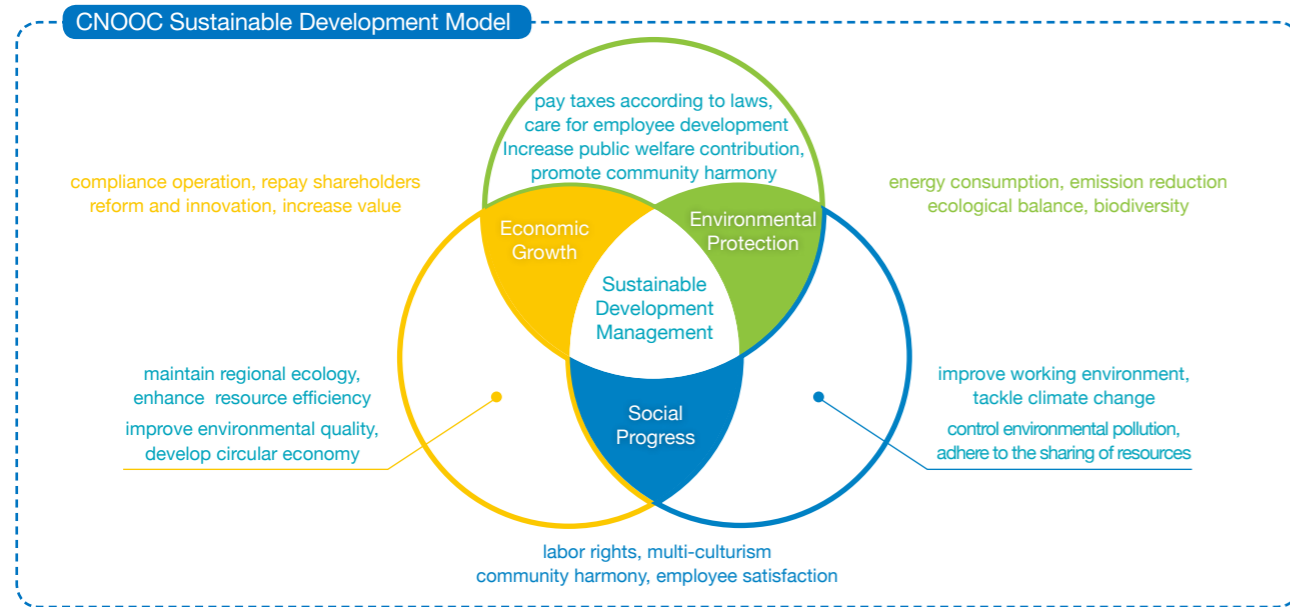 CNOOC Sustainable Development Model
pay taxes according to laws,
care for employee development
Increase public welfare contribution,
promote community harmony
compliance operation, repay shareholders
reform and innovation, increase value
energy consumption, emission reduction
ecological balance, biodiversity
Economic
Growth
Environmental
Protection
Sustainable
Development
Management
maintain regional ecology,
enhance resource efficiency
improve environmental quality,
develop circular economy
improve working environment,
tackle climate change
control environmental pollution,
adhere to the sharing of resources
Social
Progress
labor rights, multi-culturism
community harmony, employee satisfaction